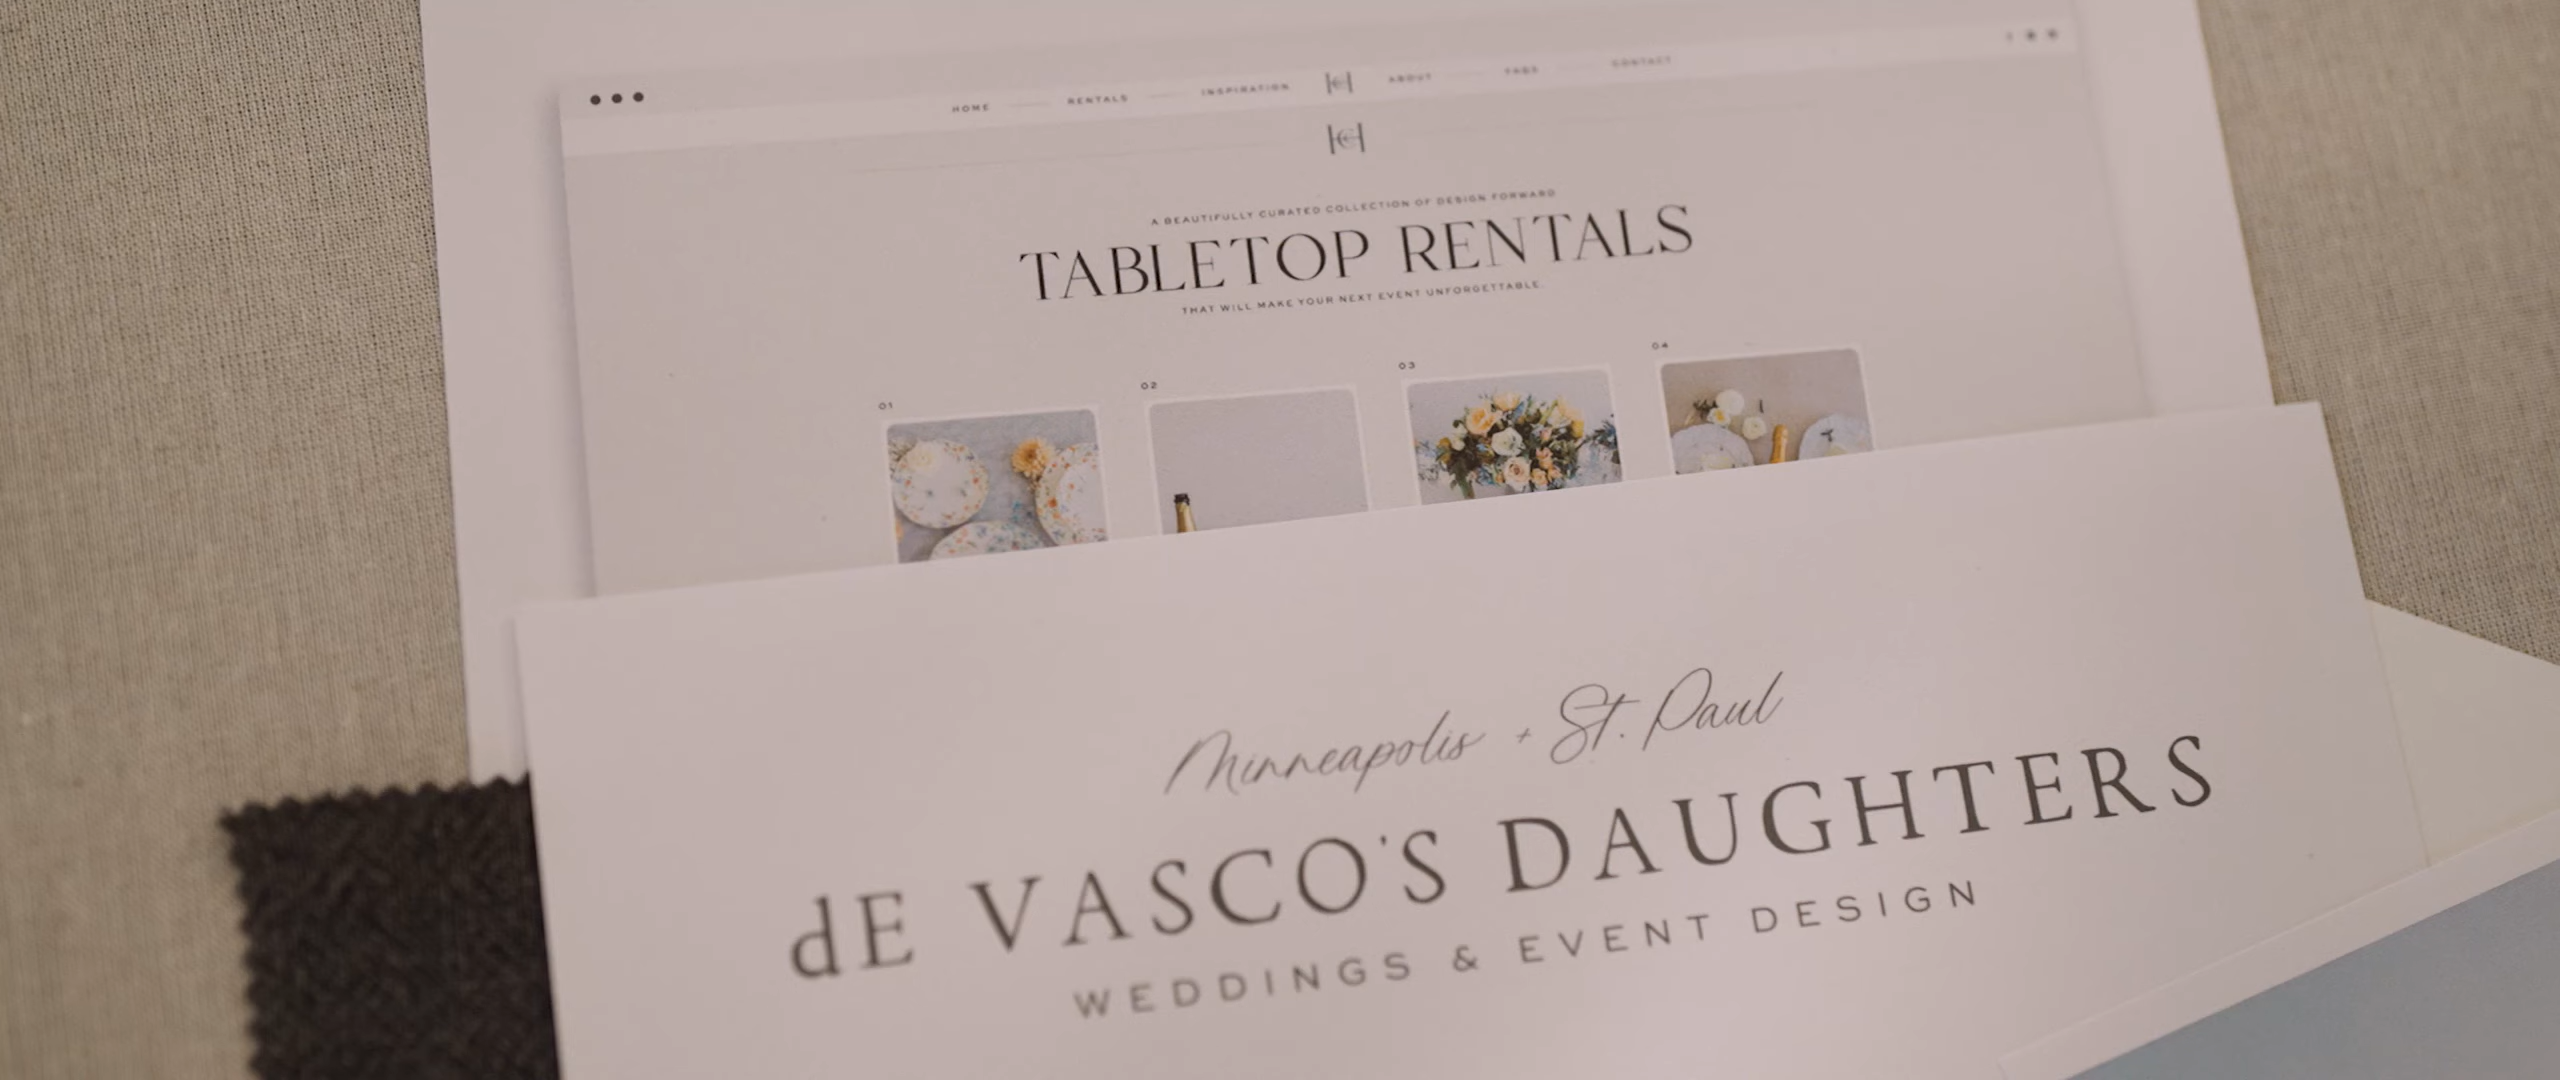 HOME RENTALS INSPIRATION ABOUT FAQS CONTACT
A BEAUTIFULLY CURATED COLLECTION OF DESIGN FORWARD
TABLETOP RENTALS
THAT WILL MAKE YOUR NEXT EVENT UNFORGETTABLE.
01
02
03
04
Minneapolis + St. Paul
dE VASCO'S DAUGHTERS
WEDDINGS & EVENT DESIGN